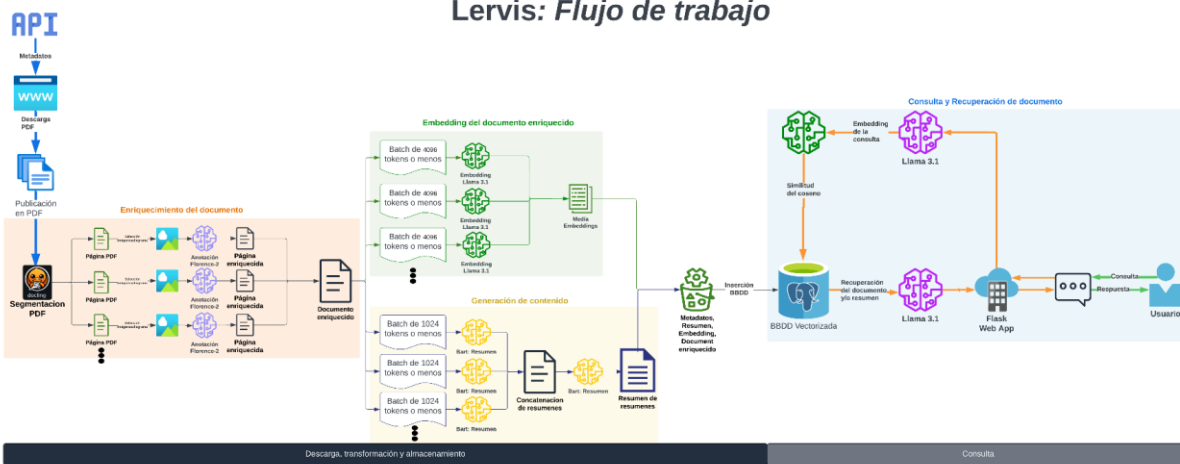 Lervis: Flujo de trabajo
API
Metadatos
WWW
Descarga
PDF
Publicación
en PDF
Enriquecimiento del documento
docling
Segmentacion
PDF
Página PDF
Anotación
Florence-2
Página
enriquecida
Página PDF
Anotación
Florence-2
Página
enriquecida
Página PDF
Anotación
Florence-2
Página
enriquecida
Documento
enriquecido
Embedding del documento enriquecido
Batch de 4096
tokens o menos
Embedding
Llama 3.1
Batch de 4096
tokens o menos
Embedding
Llama 3.1
Batch de 4096
tokens o menos
Embedding
Llama 3.1
Media
Embeddings
Generación de contenido
Batch de 1024
tokens o menos
Bart: Resumen
Batch de 1024
tokens o menos
Bart: Resumen
Batch de 1024
tokens o menos
Bart: Resumen
Concatenacion
de resumenes
Bart: Resumen
Resumen de
resumenes
Metadatos,
Resumen,
Embedding,
Document
enriquecido
Inserción
BBDD
Consulta y Recuperación de documento
Embedding
de la
consulta
Llama 3.1
Similitud
del coseno
BBDD Vectorizada
Recuperación
del documento
y/o resumen
Llama 3.1
Flask
Web App
Consulta
Respuesta
Usuario
Descarga, transformación y almacenamiento
Consulta